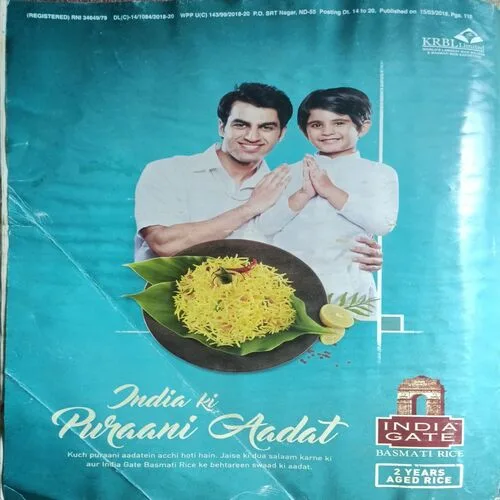 (REGISTERED) RNI 34649/79 DL(C)-14/1084/2018-20 WPP U(C) 143/90/2018-20 P.O. SRT Nagar, ND-55 Posting Dt. 14 to 20, Published on 15/03/2018, Pgs. 118
KRBL Limited
India ki
Puraani Aadat
Kuch puraani aadatein acchi hoti hain. Jaise ki dua salaam karne ki
aur India Gate Basmati Rice ke behtareen swaad ki aadat.
INDIA
GATE
BASMATI RICE
2 YEARS
AGED RICE